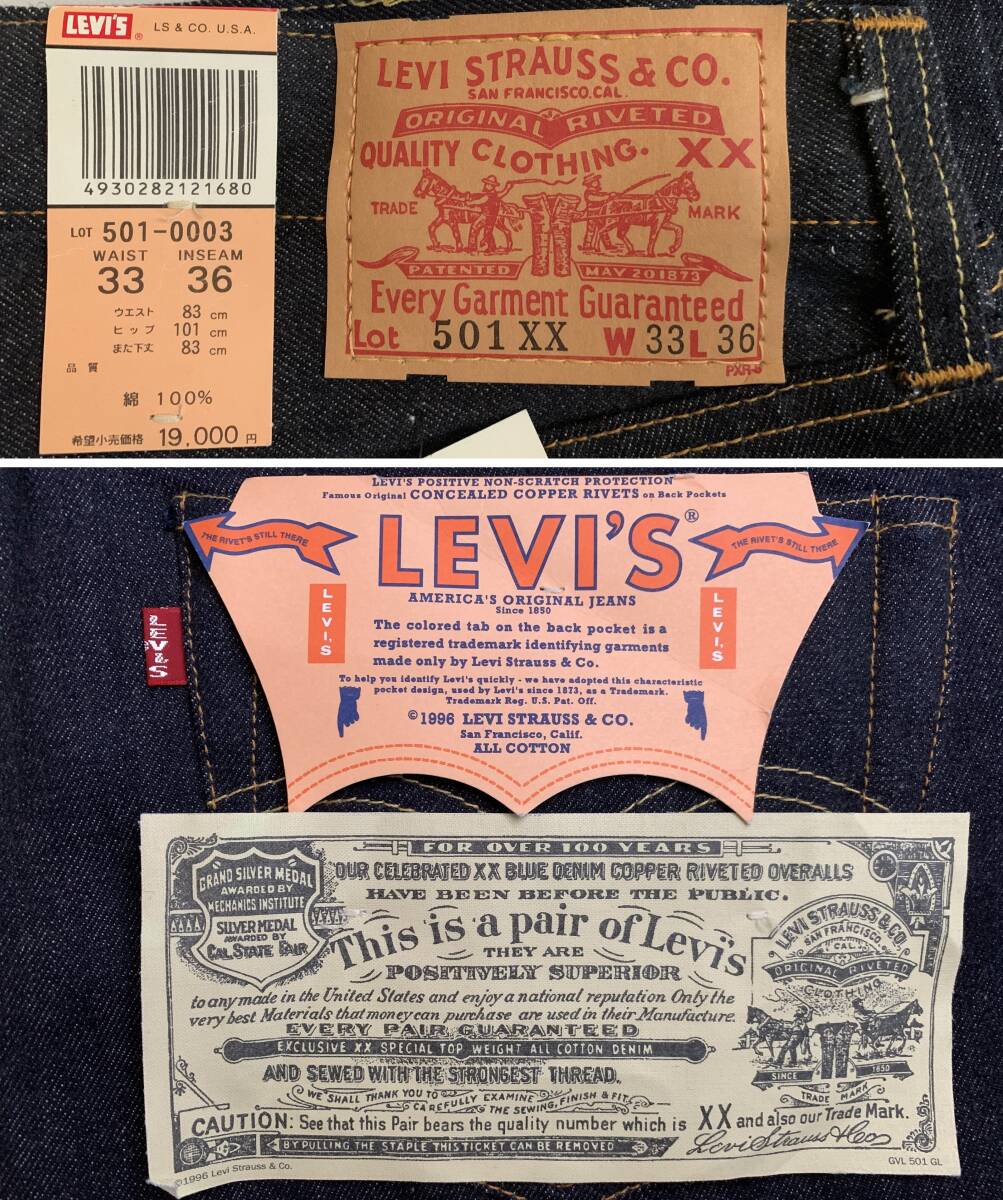 LEVI'S® LS & CO. U.S.A.
4930282121680
LOT 501-0003
WAIST INSEAM
33 36
ウエスト 83 cm
ヒップ 101 cm
また下丈 83 cm
品質
綿 100%
希望小売価格 19,000 円
LEVI STRAUSS & CO.
SAN FRANCISCO, CAL.
ORIGINAL RIVETED
QUALITY CLOTHING. XX
TRADE MARK
PATENTED MAY 20 1873
Every Garment Guaranteed
Lot 501 XX W 33 L 36
LEVI'S POSITIVE NON-SCRATCH PROTECTION
Famous Original CONCEALED COPPER RIVETS on Back Pockets
THE RIVET'S STILL THERE
LEVI'S®
THE RIVET'S STILL THERE
AMERICA'S ORIGINAL JEANS
Since 1850
LEVI'S
LEVI'S
The colored tab on the back pocket is a
registered trademark identifying garments
made only by Levi Strauss & Co.
To help you identify Levi's quickly - we have adopted this characteristic
pocket design, used by Levi's since 1873, as a Trademark.
Trademark Reg. U.S. Pat. Off.
©1996 LEVI STRAUSS & CO.
San Francisco, Calif.
ALL COTTON
LEVI'S
FOR OVER 100 YEARS
OUR CELEBRATED XX BLUE DENIM COPPER RIVETED OVERALLS
HAVE BEEN BEFORE THE PUBLIC.
This is a pair of Levi's
THEY ARE
POSITIVELY SUPERIOR
to any made in the United States and enjoy a national reputation Only the
very best Materials that money can purchase are used in their Manufacture.
EVERY PAIR GUARANTEED
EXCLUSIVE XX SPECIAL TOP WEIGHT ALL COTTON DENIM
AND SEWED WITH THE STRONGEST THREAD.
WE SHALL THANK YOU TO
CAREFULLY EXAMINE
THE SEWING, FINISH & FIT
CAUTION: See that this Pair bears the quality number which is XX and also our Trade Mark.
BY PULLING THE STAPLE THIS TICKET CAN BE REMOVED
Levi Strauss & Co
GRAND SILVER MEDAL
AWARDED BY
MECHANICS INSTITUTE
SILVER MEDAL
AWARDED BY
CAL. STATE FAIR
LEVI STRAUSS & CO.
SAN FRANCISCO
CAL.
ORIGINAL RIVETED
CLOTHING
SINCE 1850
TRADE MARK
©1996 Levi Strauss & Co.
GVL 501 GL